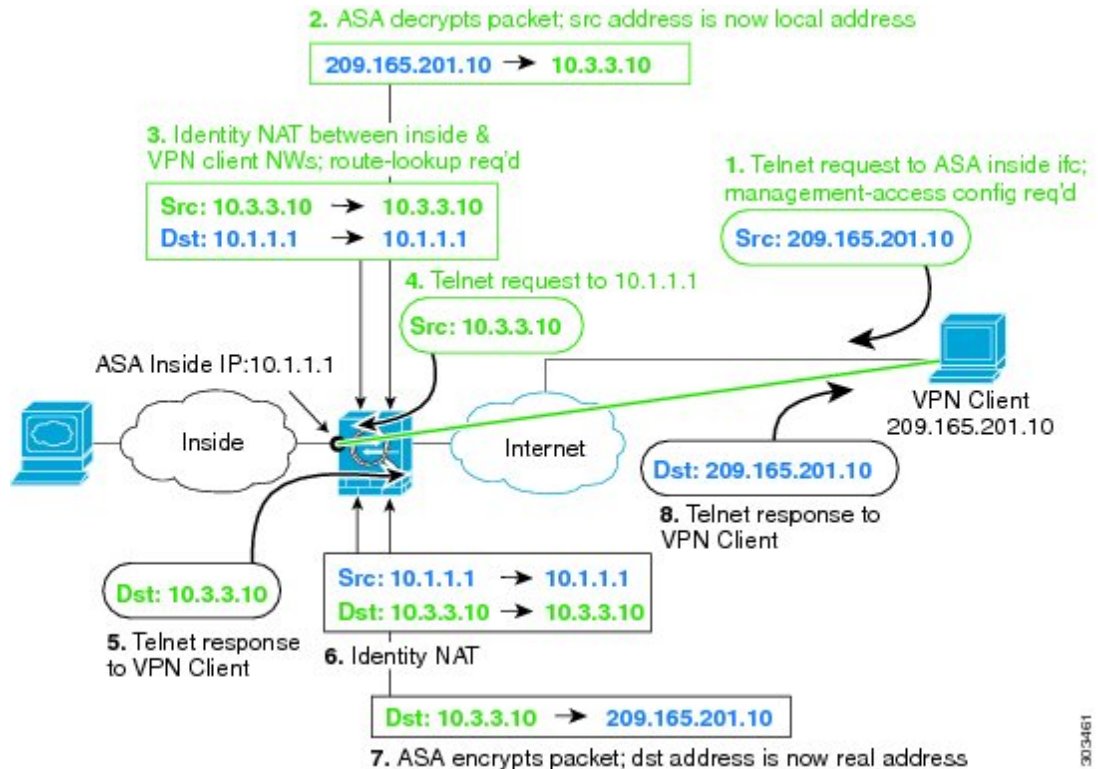 2. ASA decrypts packet; src address is now local address
209.165.201.10 → 10.3.3.10
3. Identity NAT between inside &
VPN client NWs; route-lookup req'd
Src: 10.3.3.10 → 10.3.3.10
Dst: 10.1.1.1 → 10.1.1.1
1. Telnet request to ASA inside ifc;
management-access config req'd
Src: 209.165.201.10
4. Telnet request to 10.1.1.1
Src: 10.3.3.10
ASA Inside IP:10.1.1.1
Inside
Internet
VPN Client
209.165.201.10
Dst: 209.165.201.10
8. Telnet response to
VPN Client
Dst: 10.3.3.10
5. Telnet response
to VPN Client
Src: 10.1.1.1 → 10.1.1.1
Dst: 10.3.3.10 → 10.3.3.10
6. Identity NAT
Dst: 10.3.3.10 → 209.165.201.10
7. ASA encrypts packet; dst address is now real address
303461